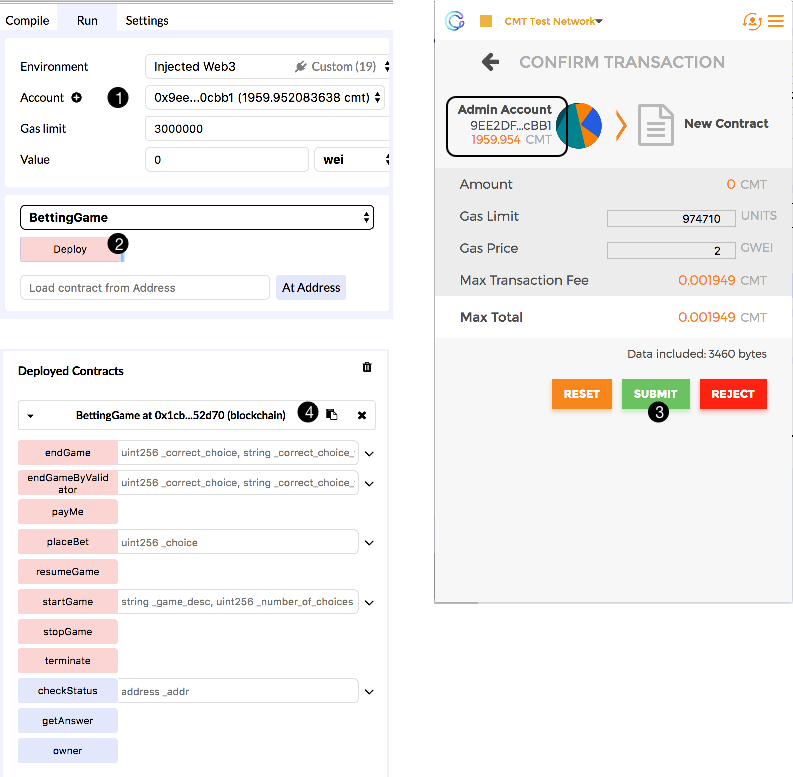 Compile Run Settings
Environment Injected Web3 Custom (19)
Account 1 0x9ee...0cbb1 (1959.952083638 cmt)
Gas limit 3000000
Value 0 wei
BettingGame
Deploy 2
Load contract from Address At Address
Deployed Contracts
BettingGame at 0x1cb...52d70 (blockchain) 4
endGame uint256 _correct_choice, string _correct_choice_
endGameByValid
ator uint256 _correct_choice, string _correct_choice_
payMe
placeBet uint256 _choice
resumeGame
startGame string _game_desc, uint256 _number_of_choices
stopGame
terminate
checkStatus address _addr
getAnswer
owner
CMT Test Network
CONFIRM TRANSACTION
Admin Account
9EE2DF...cBB1
1959.954 CMT
New Contract
Amount 0 CMT
Gas Limit 974710 UNITS
Gas Price 2 GWEI
Max Transaction Fee 0.001949 CMT
Max Total 0.001949 CMT
Data included: 3460 bytes
RESET SUBMIT REJECT
3